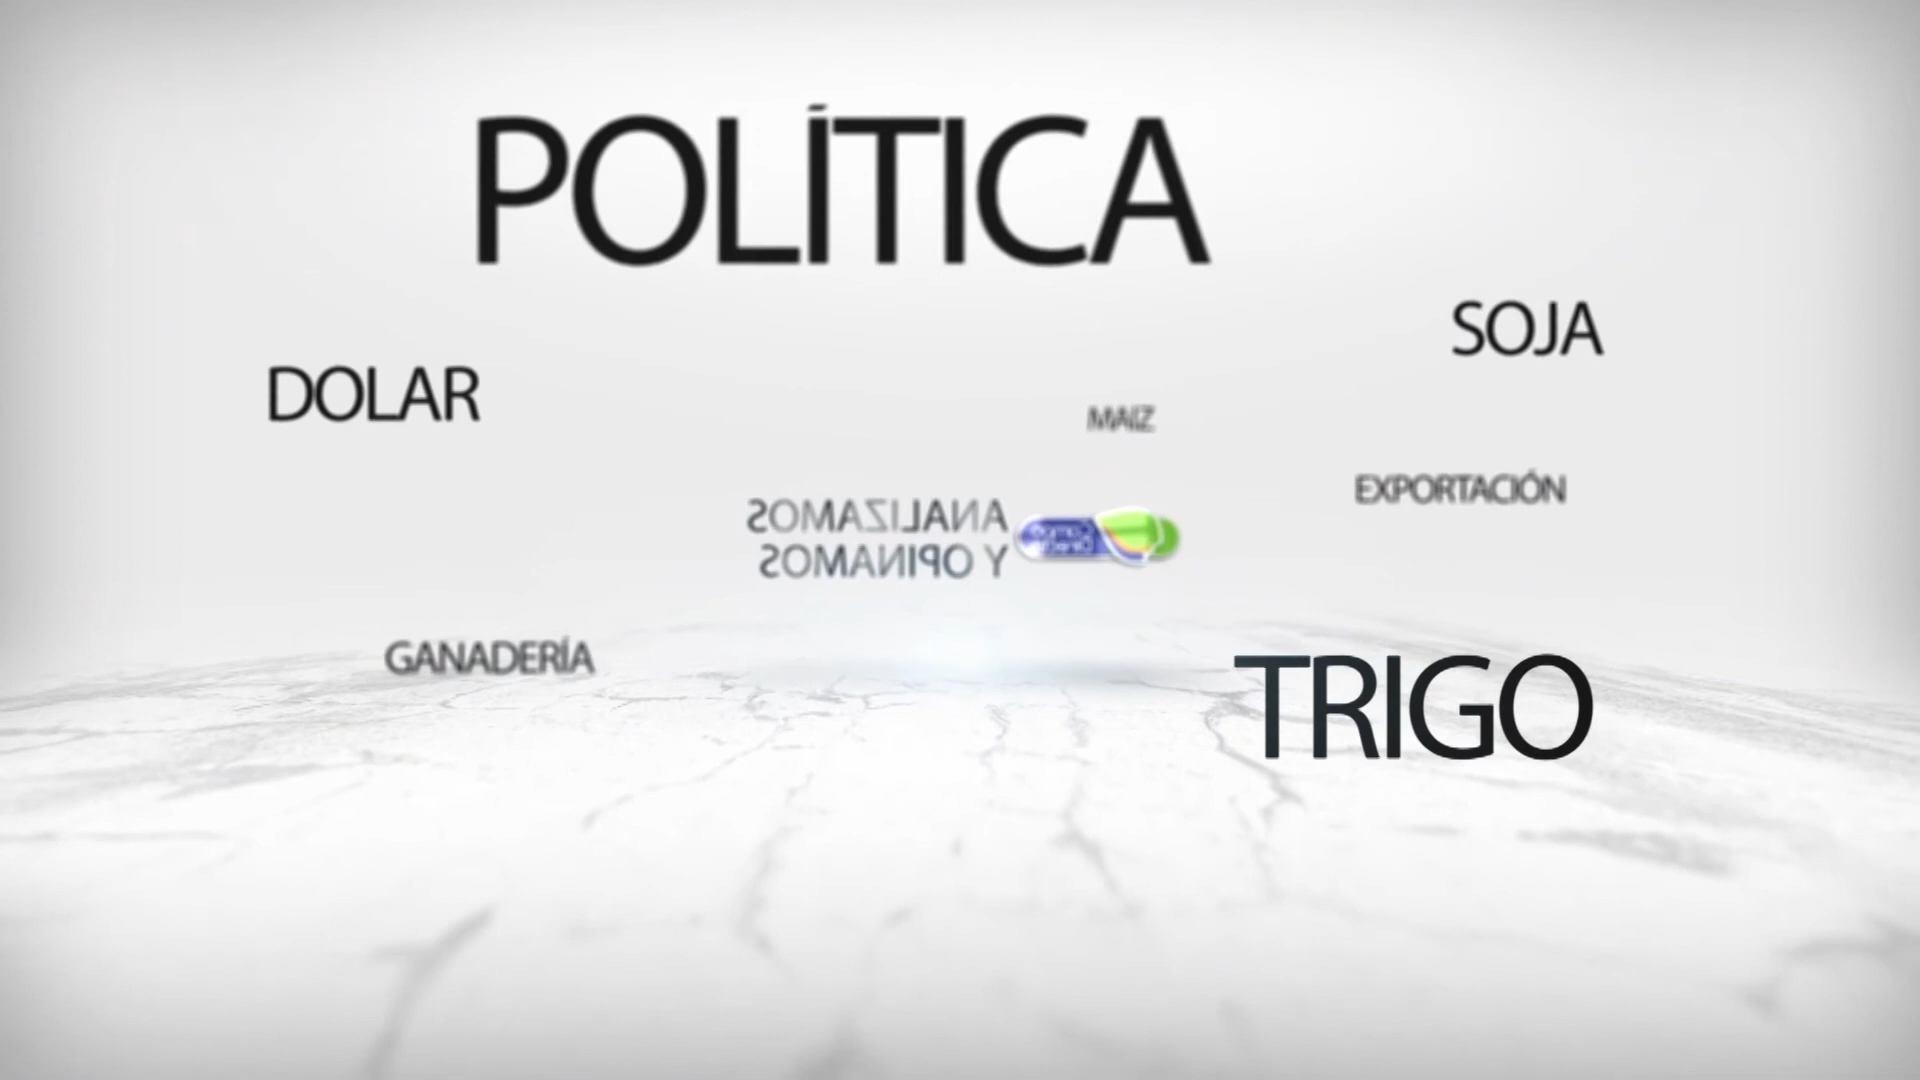 POLÍTICA
SOJA
DOLAR
MAIZ
EXPORTACIÓN
ANALIZAMOS
Y OPINAMOS
GANADERÍA
TRIGO